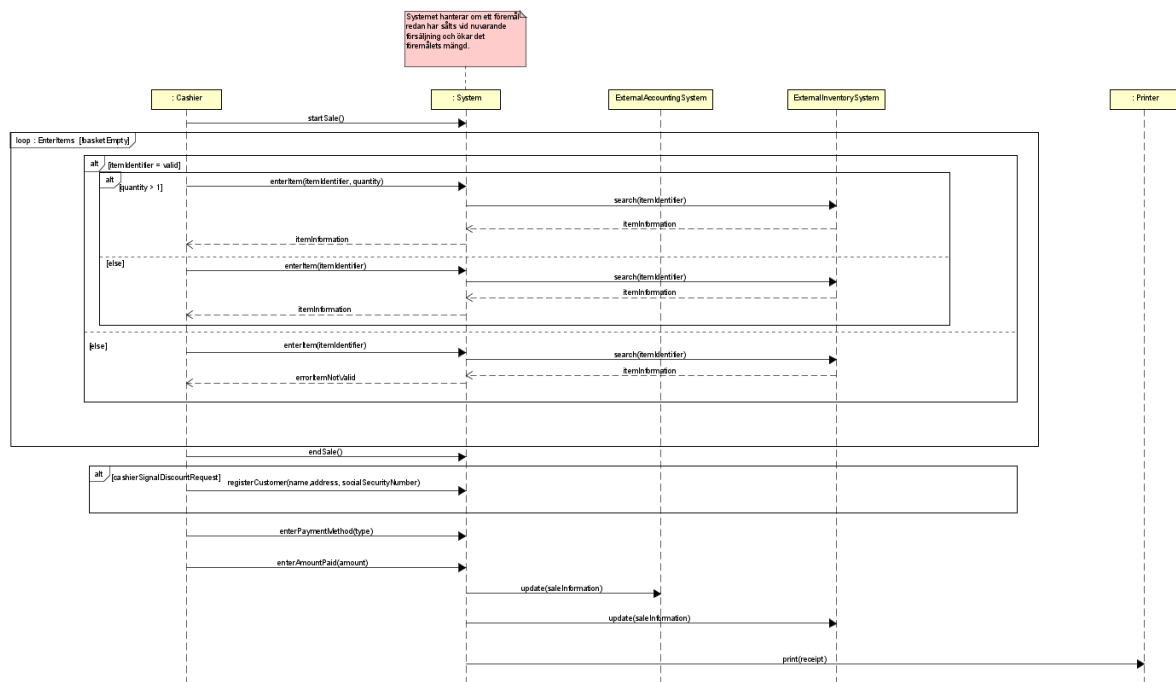 Systemet hanterar om ett föremål
redan har sålts vid nuvarande
försäljning och ökar det
föremålets mängd.
: Cashier
: System
ExternalAccountingSystem
ExternalInventorySystem
: Printer
startSale()
loop : EnterItems [!basketEmpty]
alt [itemIdentifier = valid]
alt [quantity > 1]
enterItem(itemIdentifier, quantity)
search(itemIdentifier)
itemInformation
itemInformation
[else]
enterItem(itemIdentifier)
search(itemIdentifier)
itemInformation
itemInformation
[else]
enterItem(itemIdentifier)
search(itemIdentifier)
itemInformation
errorItemNotValid
endSale()
alt [cashierSignalDiscountRequest]
registerCustomer(name,address, socialSecurityNumber)
enterPaymentMethod(type)
enterAmountPaid(amount)
update(saleInformation)
update(saleInformation)
print(receipt)